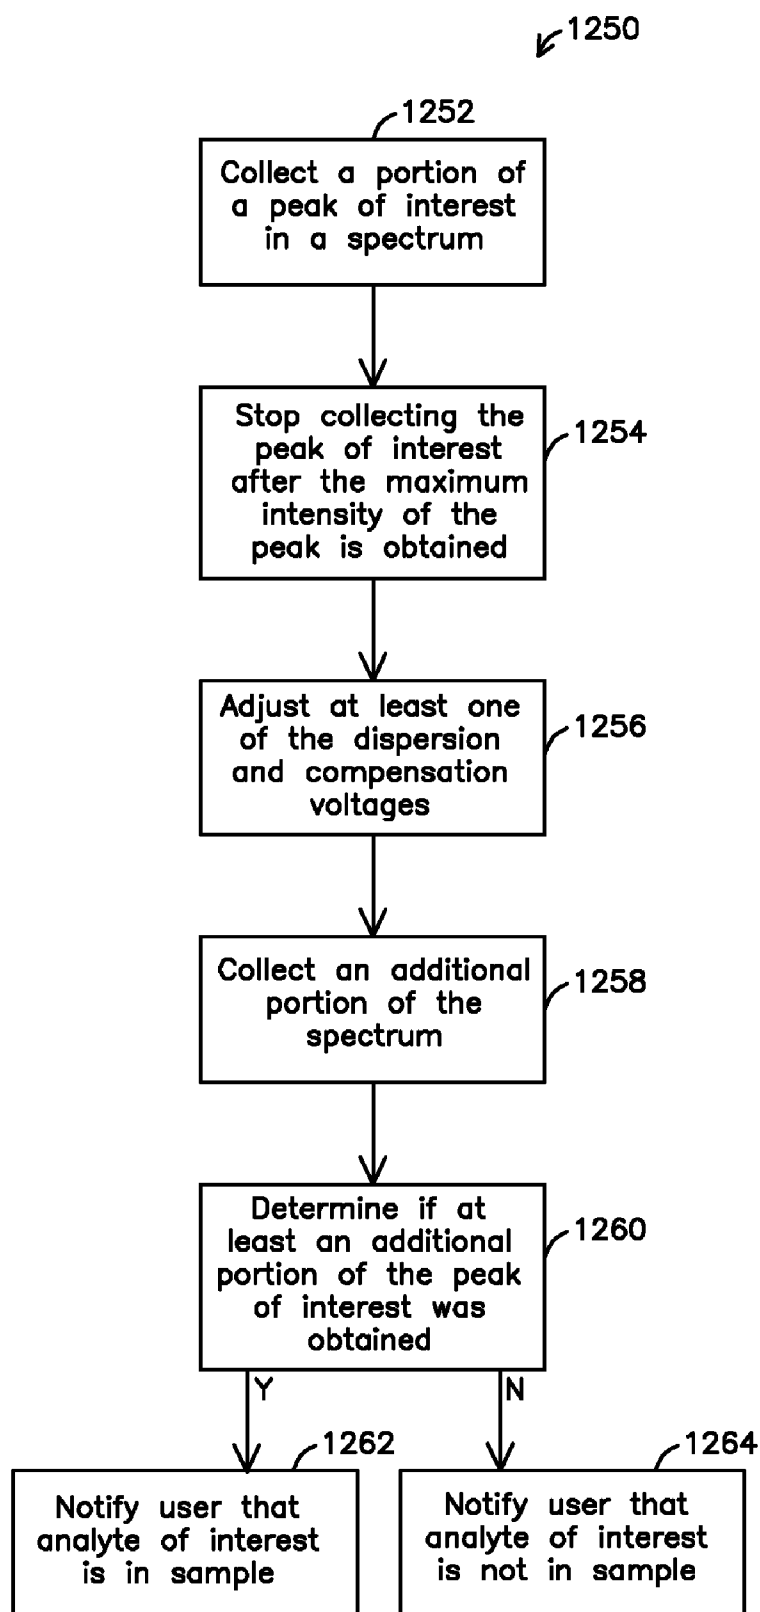 1250
1252
Collect a portion of
a peak of interest
in a spectrum
1254
Stop collecting the
peak of interest
after the maximum
intensity of the
peak is obtained
1256
Adjust at least one
of the dispersion
and compensation
voltages
1258
Collect an additional
portion of the
spectrum
1260
Determine if at
least an additional
portion of the peak
of interest was
obtained
Y
N
1262
Notify user that
analyte of interest
is in sample
1264
Notify user that
analyte of interest
is not in sample